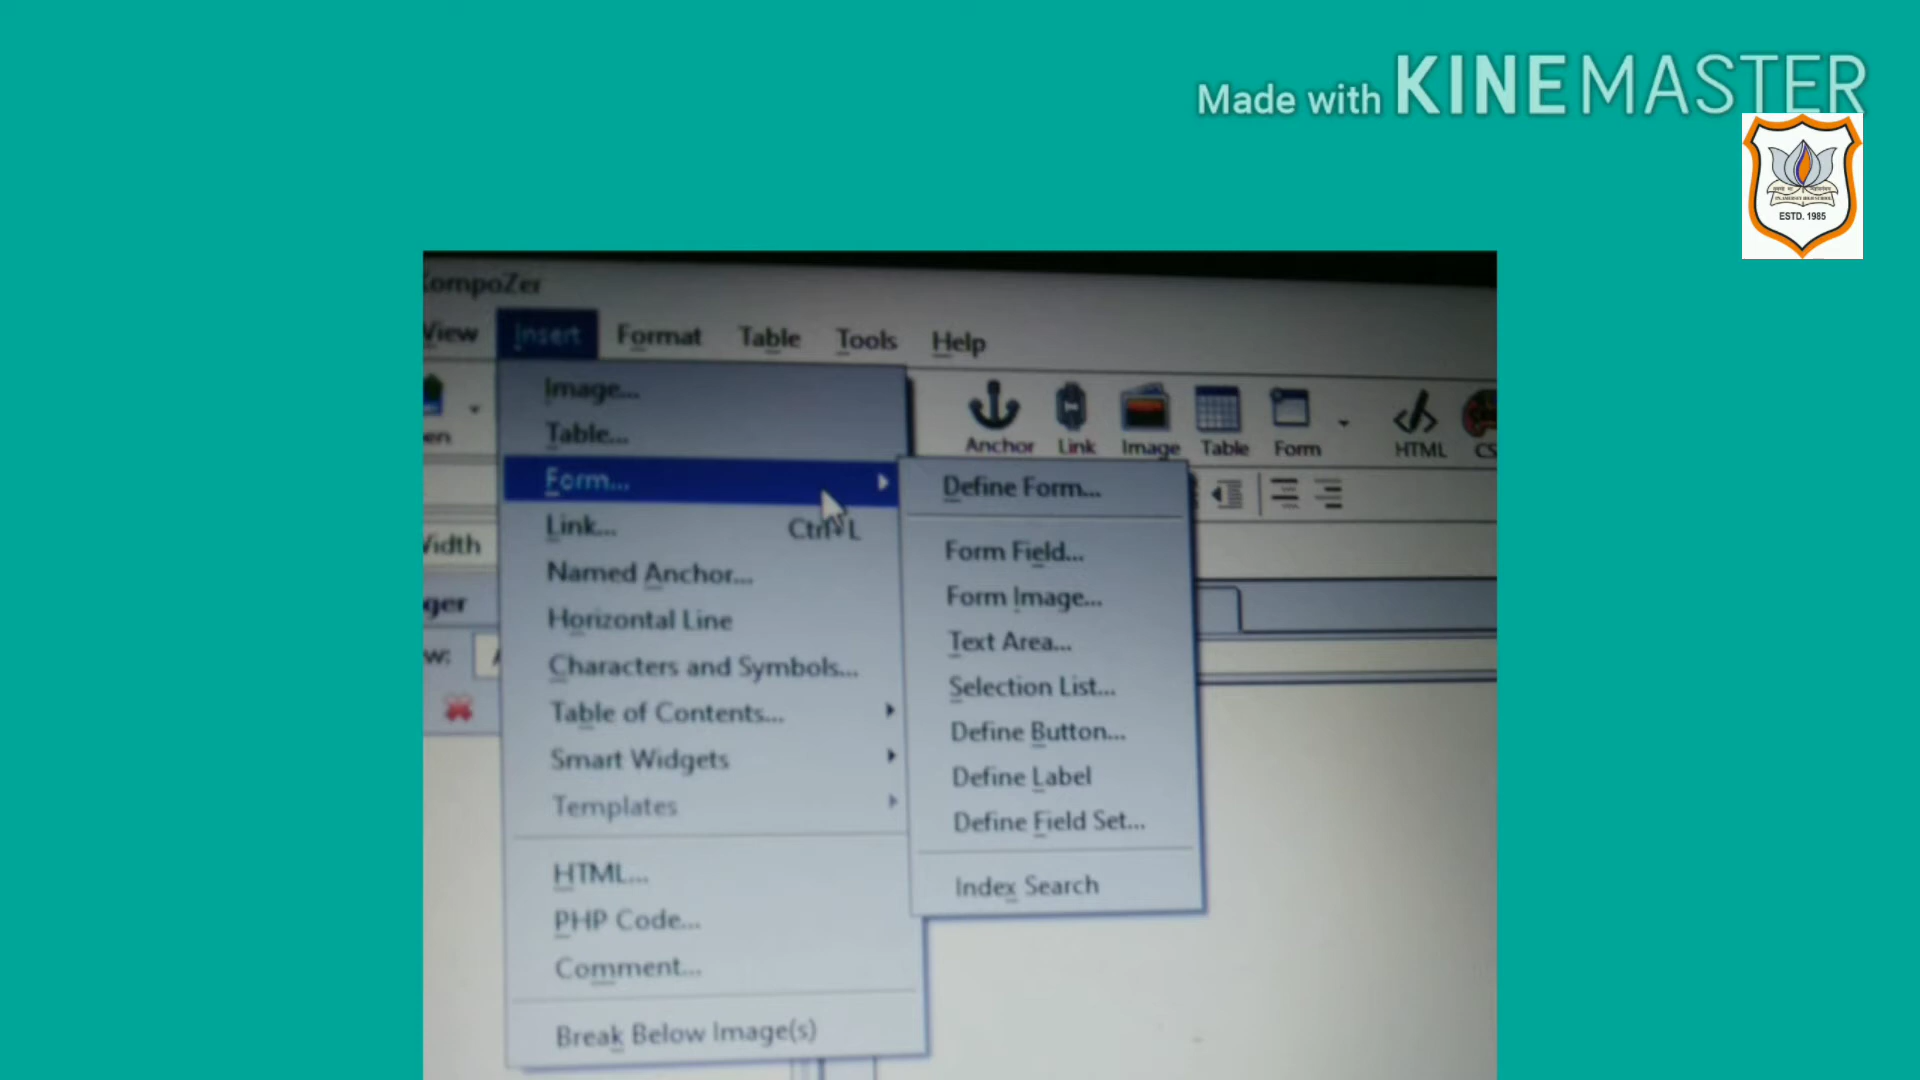 Made with KINEMASTER
ESTD. 1985
KompoZer
View Insert Format Table Tools Help
Anchor Link Image Table Form HTML
Image...
Table...
Form...
Link... Ctrl+L
Named Anchor...
Horizontal Line
Characters and Symbols...
Table of Contents...
Smart Widgets
Templates
HTML...
PHP Code...
Comment...
Break Below Image(s)
Define Form...
Form Field...
Form Image...
Text Area...
Selection List...
Define Button...
Define Label
Define Field Set...
Index Search